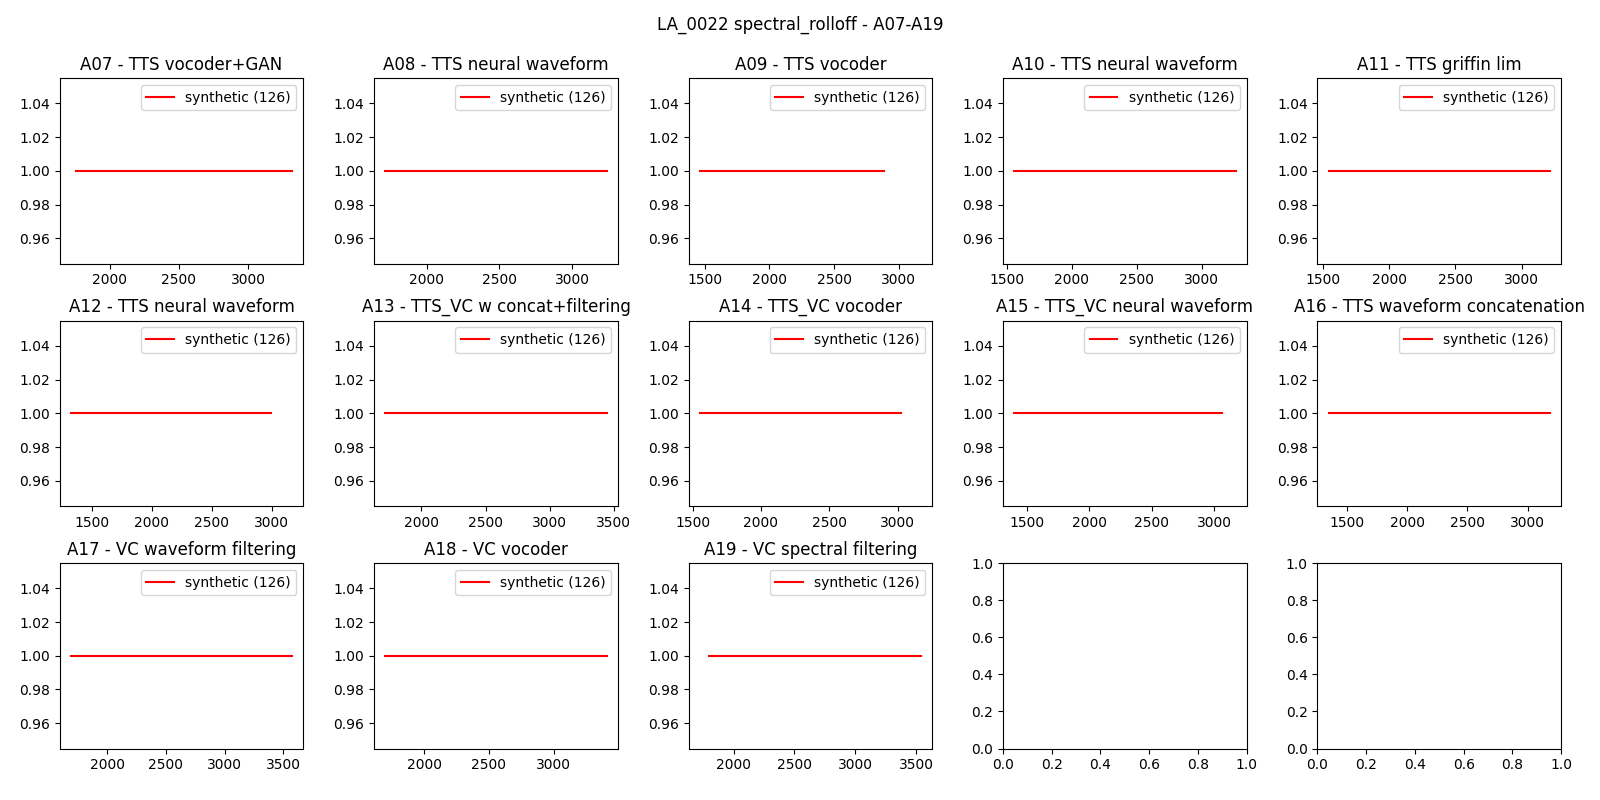 LA_0022 spectral_rolloff - A07-A19
A07 - TTS vocoder+GAN
A08 - TTS neural waveform
A09 - TTS vocoder
A10 - TTS neural waveform
A11 - TTS griffin lim
synthetic (126)
synthetic (126)
synthetic (126)
synthetic (126)
synthetic (126)
1.04 1.04 1.04 1.04 1.04
1.02 1.02 1.02 1.02 1.02
1.00 1.00 1.00 1.00 1.00
0.98 0.98 0.98 0.98 0.98
0.96 0.96 0.96 0.96 0.96
2000 2500 3000
2000 2500 3000
1500 2000 2500 3000
1500 2000 2500 3000
1500 2000 2500 3000
A12 - TTS neural waveform
A13 - TTS_VC w concat+filtering
A14 - TTS_VC vocoder
A15 - TTS_VC neural waveform
A16 - TTS waveform concatenation
synthetic (126)
synthetic (126)
synthetic (126)
synthetic (126)
synthetic (126)
1.04 1.04 1.04 1.04 1.04
1.02 1.02 1.02 1.02 1.02
1.00 1.00 1.00 1.00 1.00
0.98 0.98 0.98 0.98 0.98
0.96 0.96 0.96 0.96 0.96
1500 2000 2500 3000
2000 2500 3000 3500
1500 2000 2500 3000
1500 2000 2500 3000
1500 2000 2500 3000
A17 - VC waveform filtering
A18 - VC vocoder
A19 - VC spectral filtering
synthetic (126)
synthetic (126)
synthetic (126)
1.04 1.04 1.04 1.0 1.0
1.02 1.02 1.02 0.8 0.8
1.00 1.00 1.00 0.6 0.6
0.98 0.98 0.98 0.4 0.4
0.96 0.96 0.96 0.2 0.2
0.0 0.0
2000 2500 3000 3500
2000 2500 3000
2000 2500 3000 3500
0.0 0.2 0.4 0.6 0.8 1.0
0.0 0.2 0.4 0.6 0.8 1.0